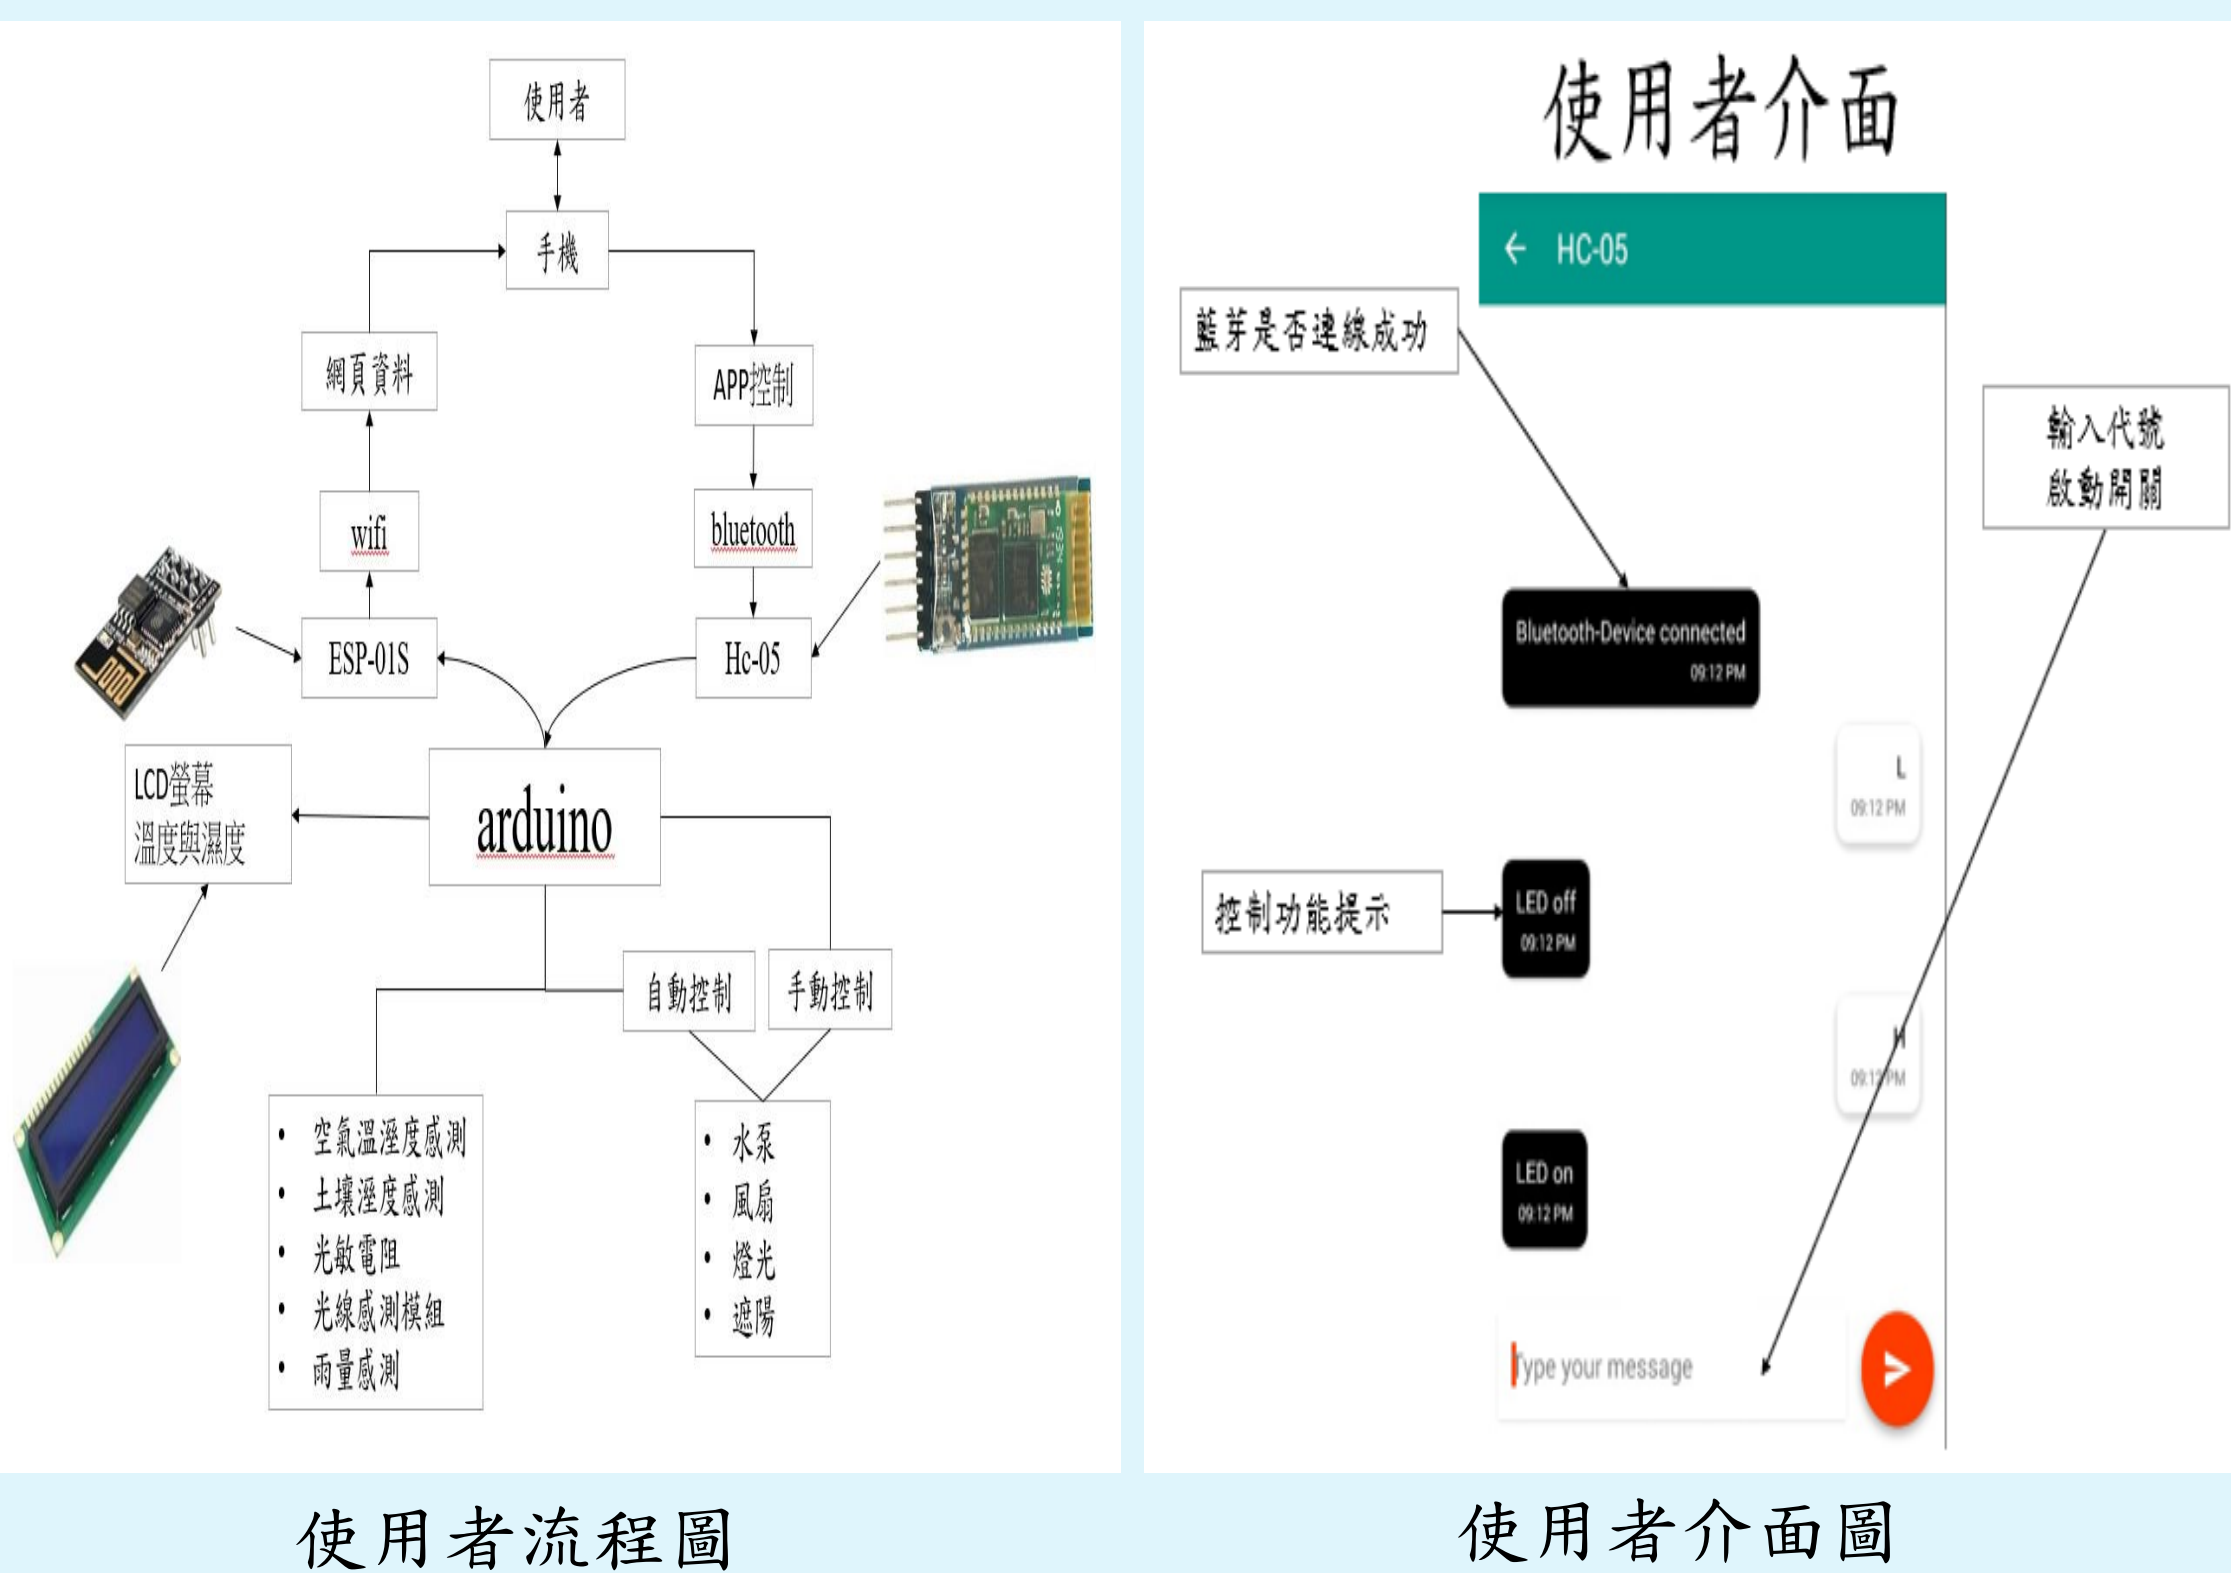 使用者
手機
網頁資料
APP控制
wifi
bluetooth
ESP-01S
Hc-05
LCD螢幕
溫度與濕度
arduino
自動控制
手動控制
• 空氣溫溼度感測
• 土壤溼度感測
• 光敏電阻
• 光線感測模組
• 雨量感測
• 水泵
• 風扇
• 燈光
• 遮陽
使用者流程圖
使用者介面
HC-05
藍芽是否連線成功
輸入代號
啟動開關
Bluetooth-Device connected
09:12 PM
L
09:12 PM
控制功能提示
LED off
09:12 PM
H
09:12 PM
LED on
09:12 PM
Type your message
使用者介面圖